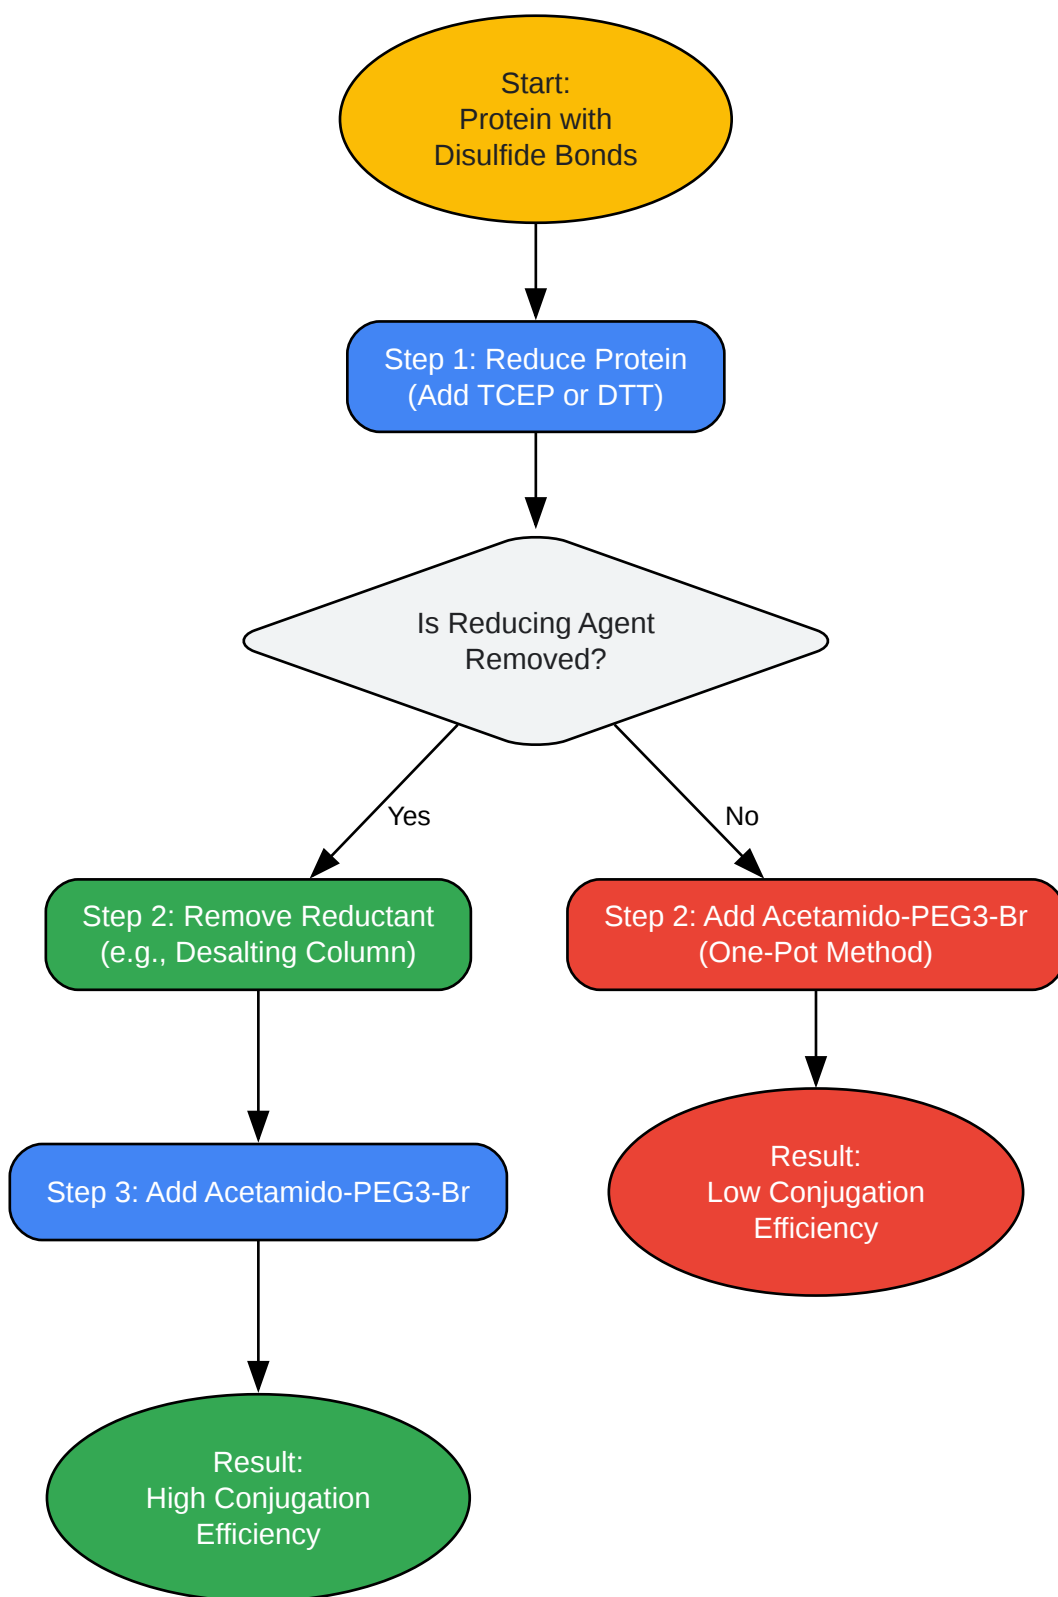 Start:
Protein with
Disulfide Bonds
Step 1: Reduce Protein
(Add TCEP or DTT)
Is Reducing Agent
Removed?
Yes
No
Step 2: Remove Reductant
(e.g., Desalting Column)
Step 2: Add Acetamido-PEG3-Br
(One-Pot Method)
Step 3: Add Acetamido-PEG3-Br
Result:
Low Conjugation
Efficiency
Result:
High Conjugation
Efficiency